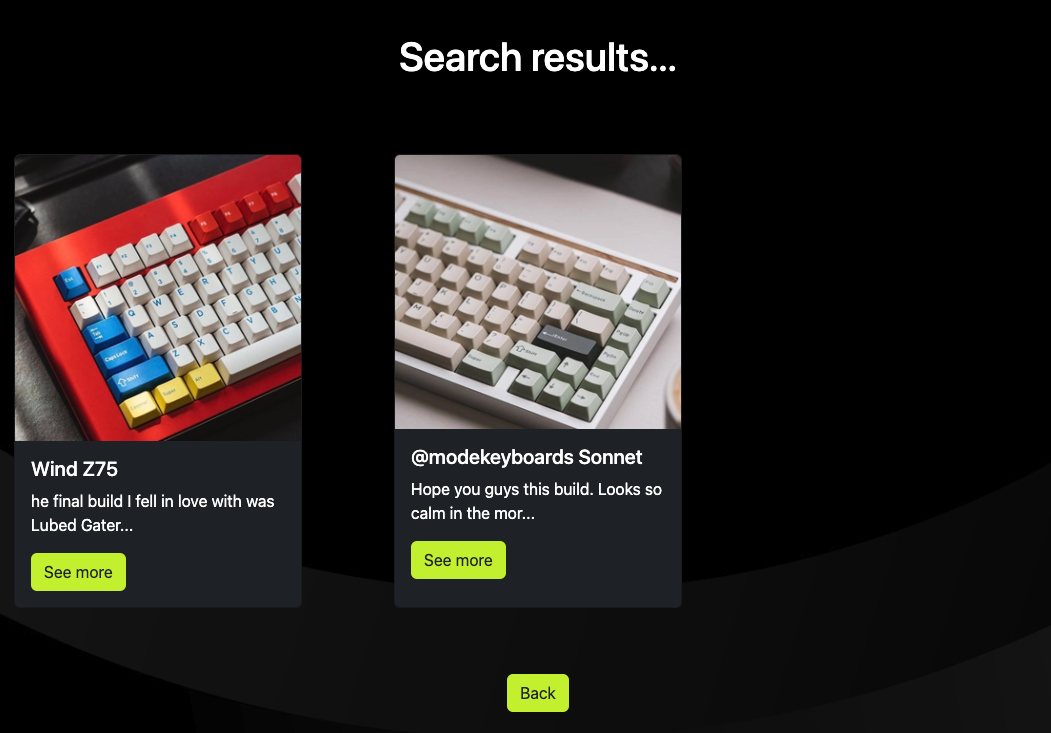 Search results...
Wind Z75
he final build I fell in love with was
Lubed Gater...
See more
@modekeyboards Sonnet
Hope you guys this build. Looks so
calm in the mor...
See more
Back